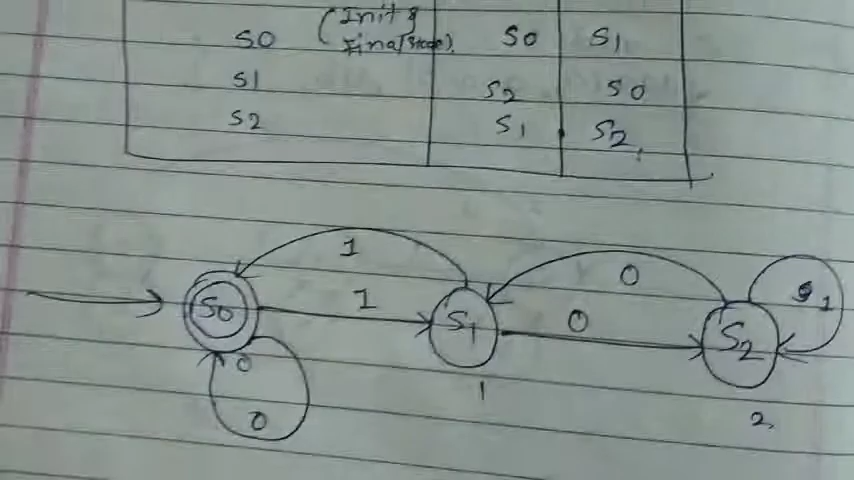 S0 (Init & S0 S1
Final State)
S1 S2 S0
S2 S1 S2
1
0
1
S0 1 S1 0 S2
0
0
1
2